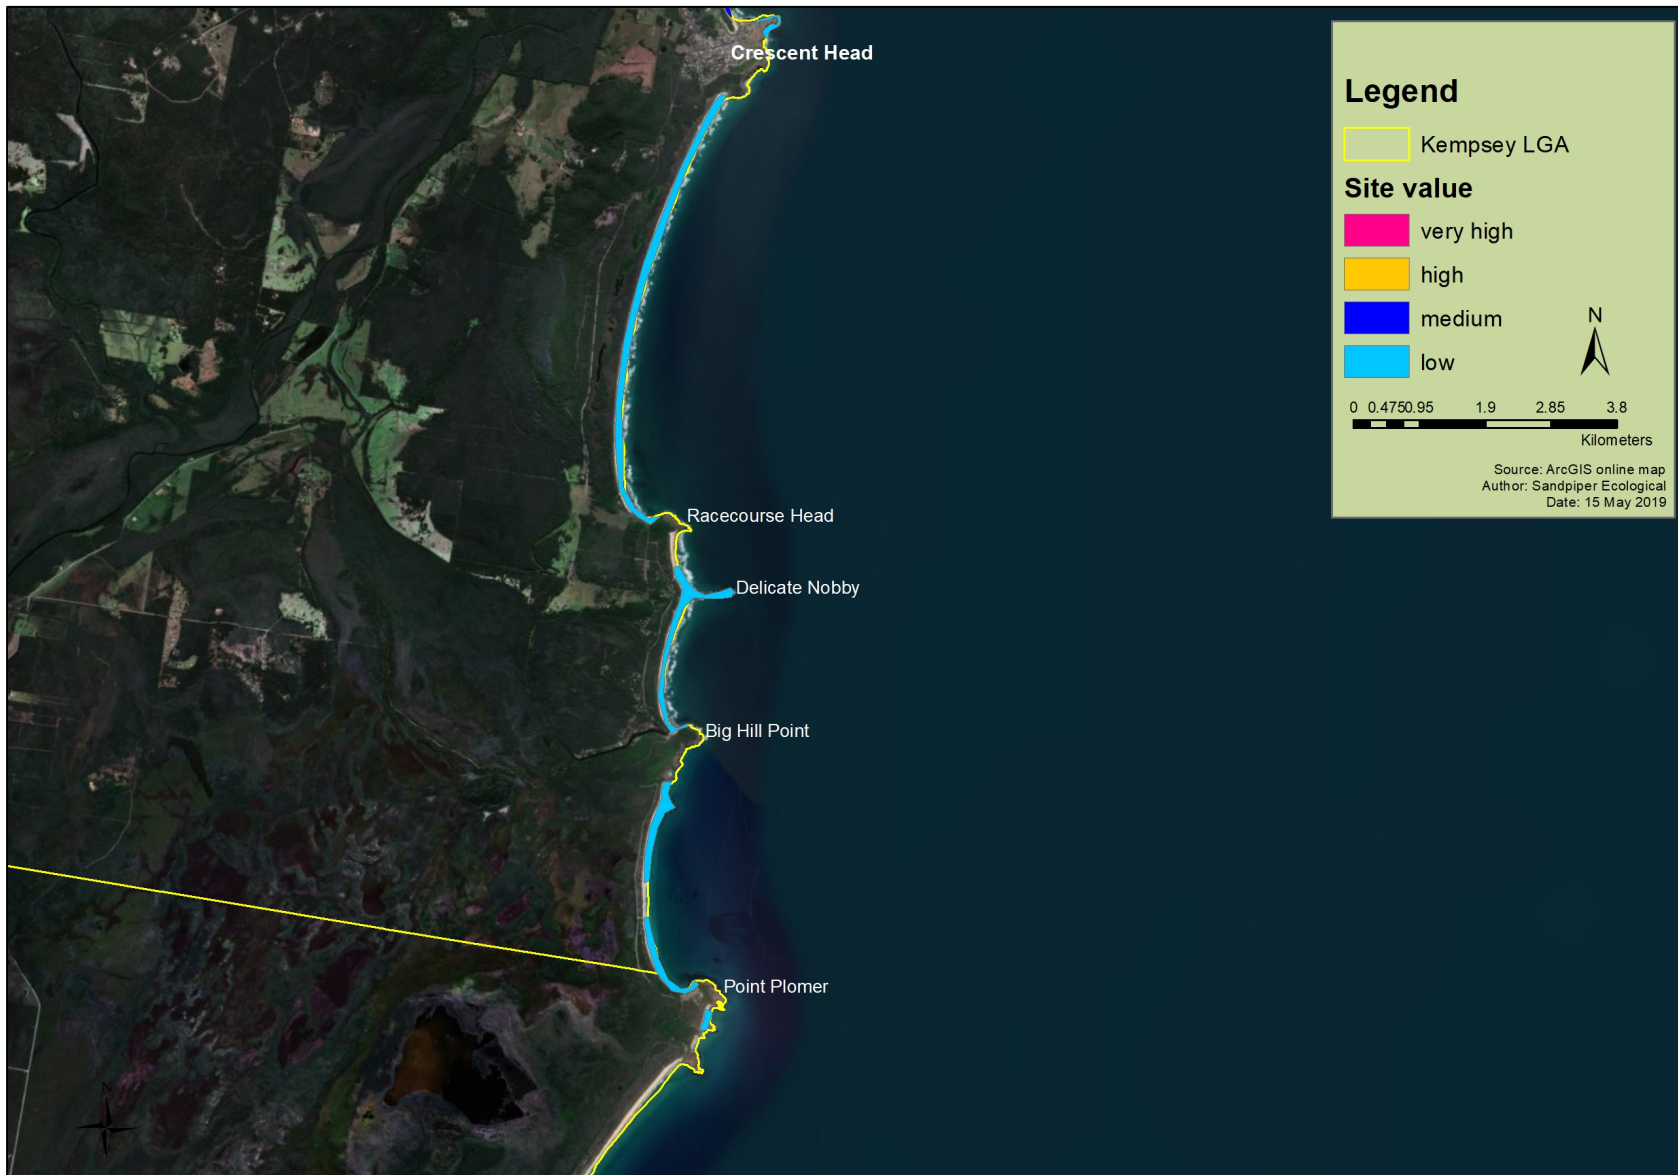 Crescent Head
Racecourse Head
Delicate Nobby
Big Hill Point
Point Plomer
N
Legend
Kempsey LGA
Site value
very high
high
medium
low
N
0 0.475 0.95 1.9 2.85 3.8
Kilometers
Source: ArcGIS online map
Author: Sandpiper Ecological
Date: 15 May 2019